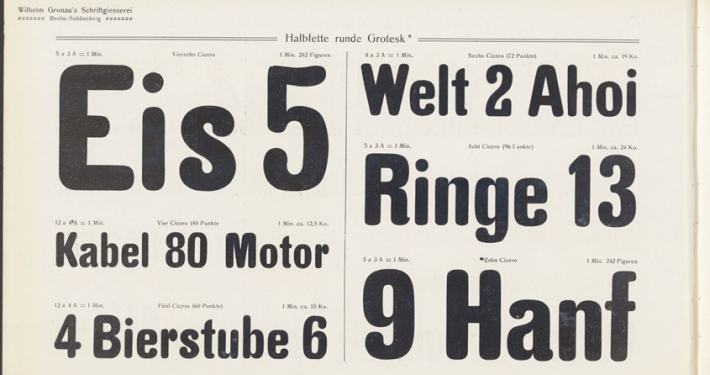 Wilhelm Gronau's Schriftgiesserei
Berlin-Schöneberg
Halbfette runde Grotesk*
5 a 3 A = 1 Min. Vierzehn Cicero 1 Min. 242 Figuren
Eis 5
12 a = 1 Min. Vier Cicero (48 Punkte 1 Min. ca. 12,5 Ko.
Kabel 80 Motor
12 a 4 A = 1 Min. Fünf Cicero (60 Punkte) 1 Min. ca. 15 Ko.
4 Bierstube 6
8 a 3 A = 1 Min. Sechs Cicero (72 Punkte) 1 Min. ca. 19 Ko.
Welt 2 Ahoi
5 a 3 A = 1 Min. Acht Cicero (96 Punkte) 1 Min. ca. 24 Ko.
Ringe 13
5 a 3 A = 1 Min. Zehn Cicero 1 Min. 242 Figuren
9 Hanf